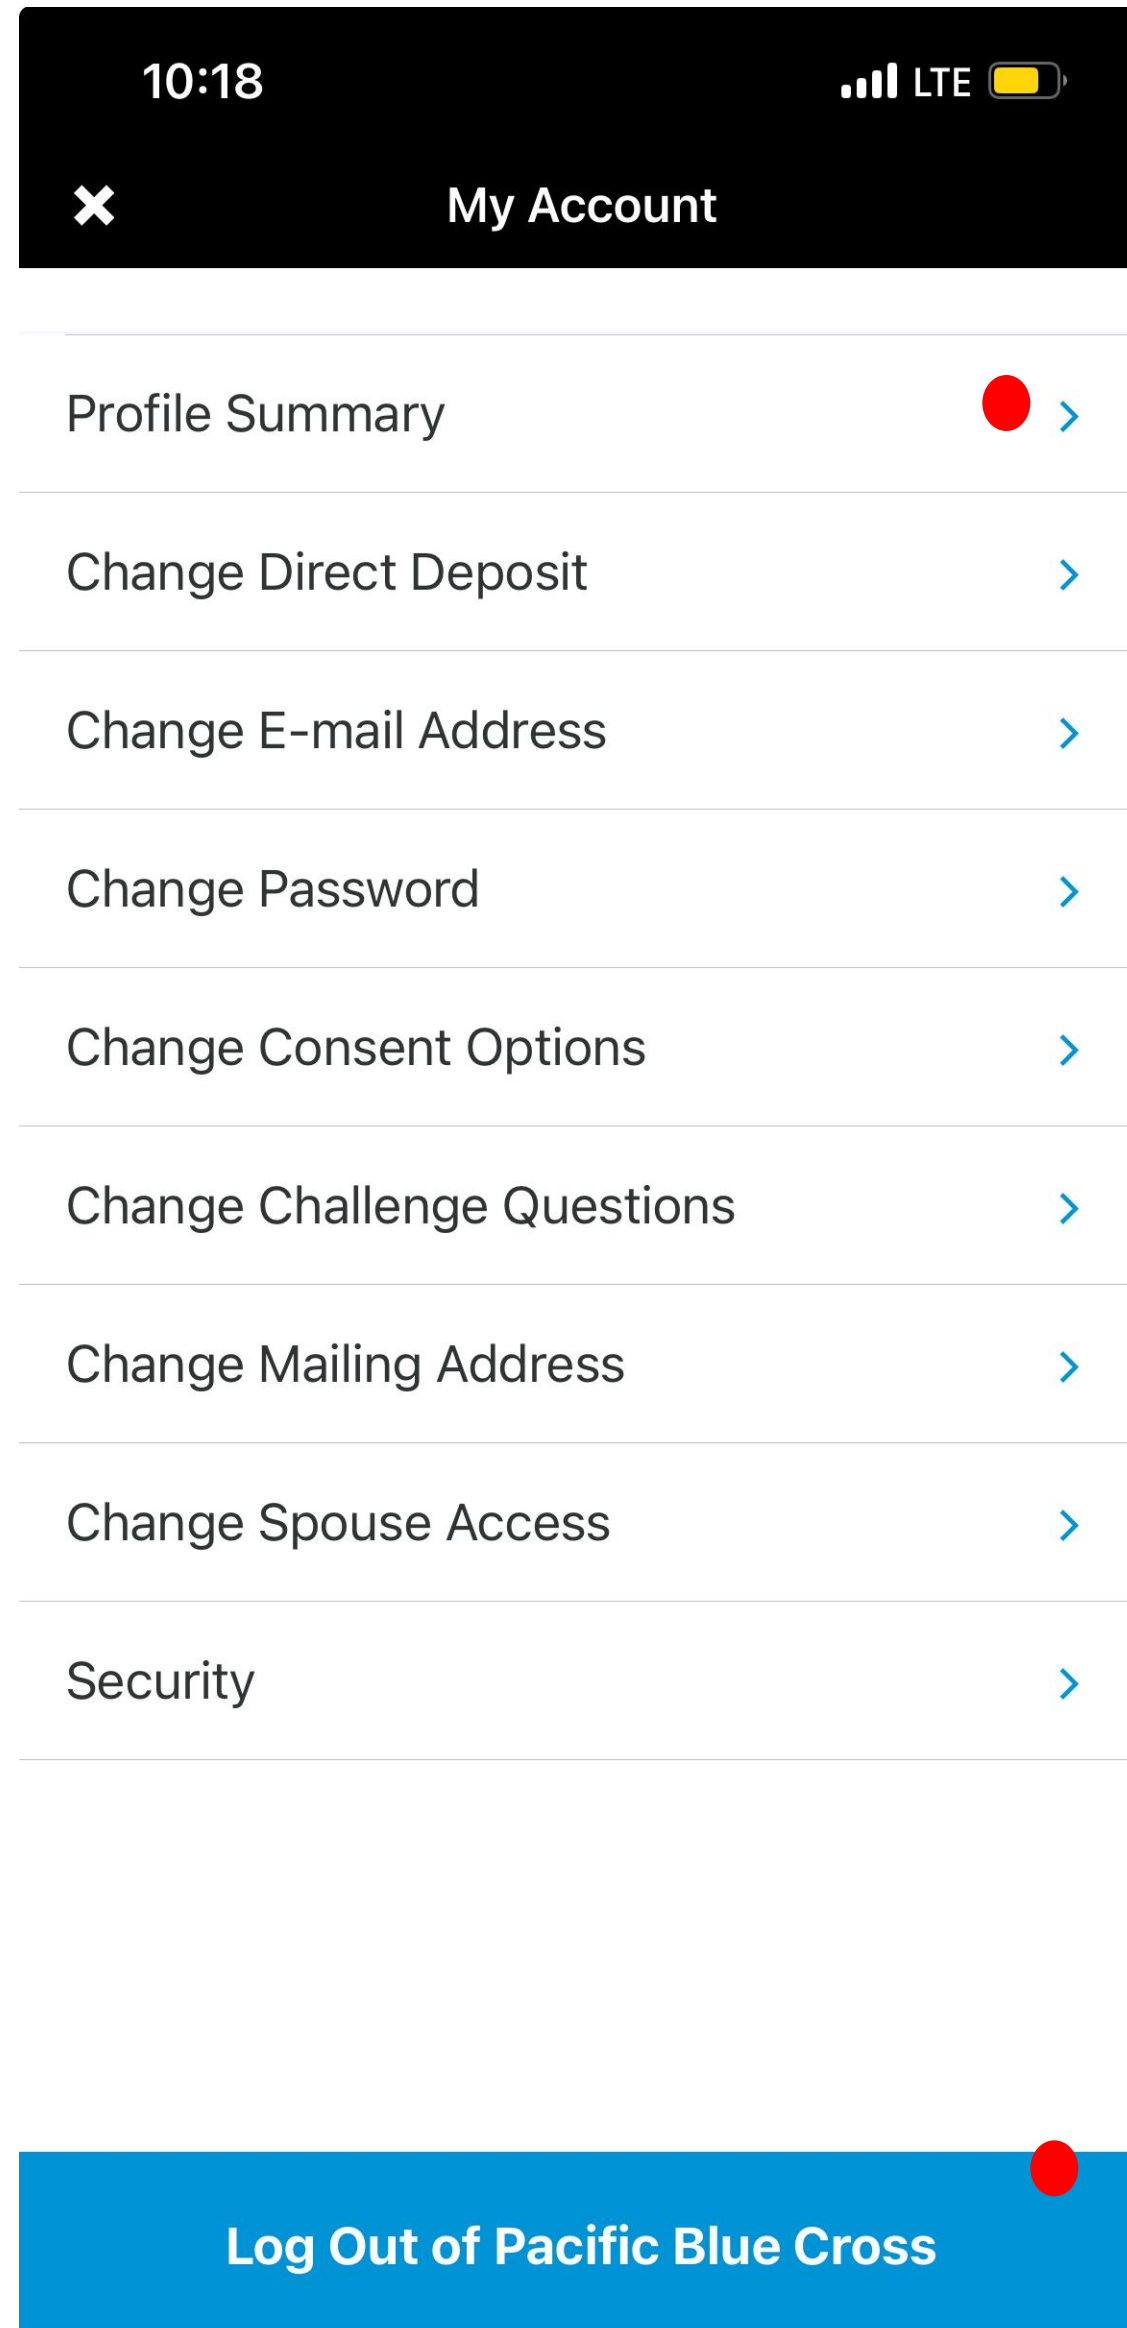 10:18 LTE
My Account
Profile Summary
Change Direct Deposit
Change E-mail Address
Change Password
Change Consent Options
Change Challenge Questions
Change Mailing Address
Change Spouse Access
Security
Log Out of Pacific Blue Cross